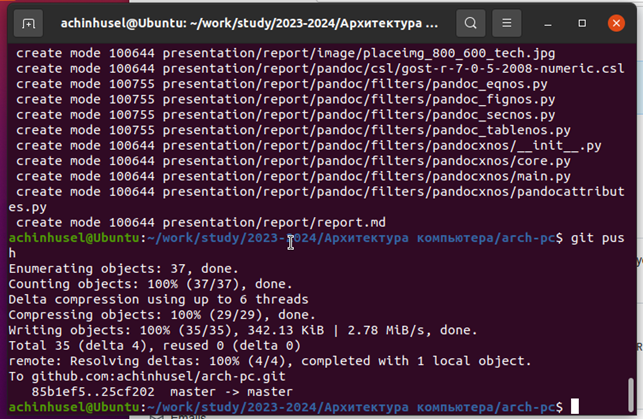 achinhusel@Ubuntu: ~/work/study/2023-2024/Архитектура ...
create mode 100644 presentation/report/image/placeimg_800_600_tech.jpg
create mode 100644 presentation/report/pandoc/csl/gost-r-7-0-5-2008-numeric.csl
create mode 100755 presentation/report/pandoc/filters/pandoc_eqnos.py
create mode 100755 presentation/report/pandoc/filters/pandoc_fignos.py
create mode 100755 presentation/report/pandoc/filters/pandoc_secnos.py
create mode 100755 presentation/report/pandoc/filters/pandoc_tablenos.py
create mode 100644 presentation/report/pandoc/filters/pandocxnos/__init__.py
create mode 100644 presentation/report/pandoc/filters/pandocxnos/core.py
create mode 100644 presentation/report/pandoc/filters/pandocxnos/main.py
create mode 100644 presentation/report/pandoc/filters/pandocxnos/pandocattribut
es.py
create mode 100644 presentation/report/report.md
achinhusel@Ubuntu:~/work/study/2023-2024/Архитектура компьютера/arch-pc$ git pus
h
Enumerating objects: 37, done.
Counting objects: 100% (37/37), done.
Delta compression using up to 6 threads
Compressing objects: 100% (29/29), done.
Writing objects: 100% (35/35), 342.13 KiB | 2.78 MiB/s, done.
Total 35 (delta 4), reused 0 (delta 0)
remote: Resolving deltas: 100% (4/4), completed with 1 local object.
To github.com:achinhusel/arch-pc.git
85b1ef5..25cf202 master -> master
achinhusel@Ubuntu:~/work/study/2023-2024/Архитектура компьютера/arch-pc$